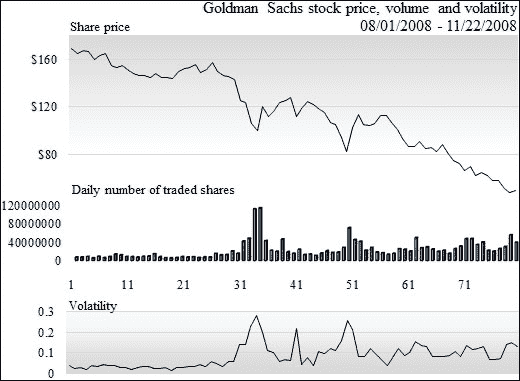 Goldman Sachs stock price, volume and volatility
Share price
08/01/2008 - 11/22/2008
$160
$120
$80
Daily number of traded shares
120000000
80000000
40000000
0
1 11 21 31 41 51 61 71
Volatility
0.3
0.2
0.1
0